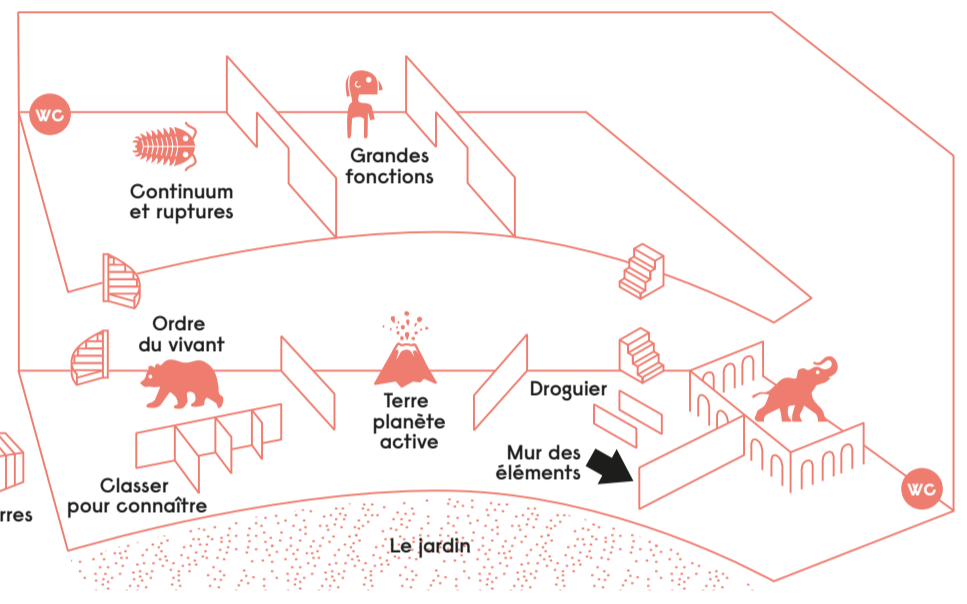 WC
Grandes
fonctions
Continuum
et ruptures
Ordre
du vivant
Terre
planète
active
Droguier
Mur des
éléments
Classer
pour connaître
WC
rres
Le jardin